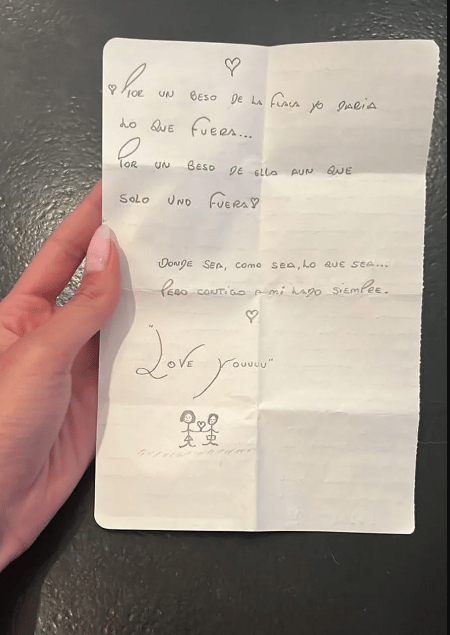 Por un beso de la flaca yo daria
lo que fuera...
Por un beso de ella aun que
solo uno fuera
Donde sea, como sea, lo que sea...
Pero contigo a mi lado siempre.
"Love youuuu"